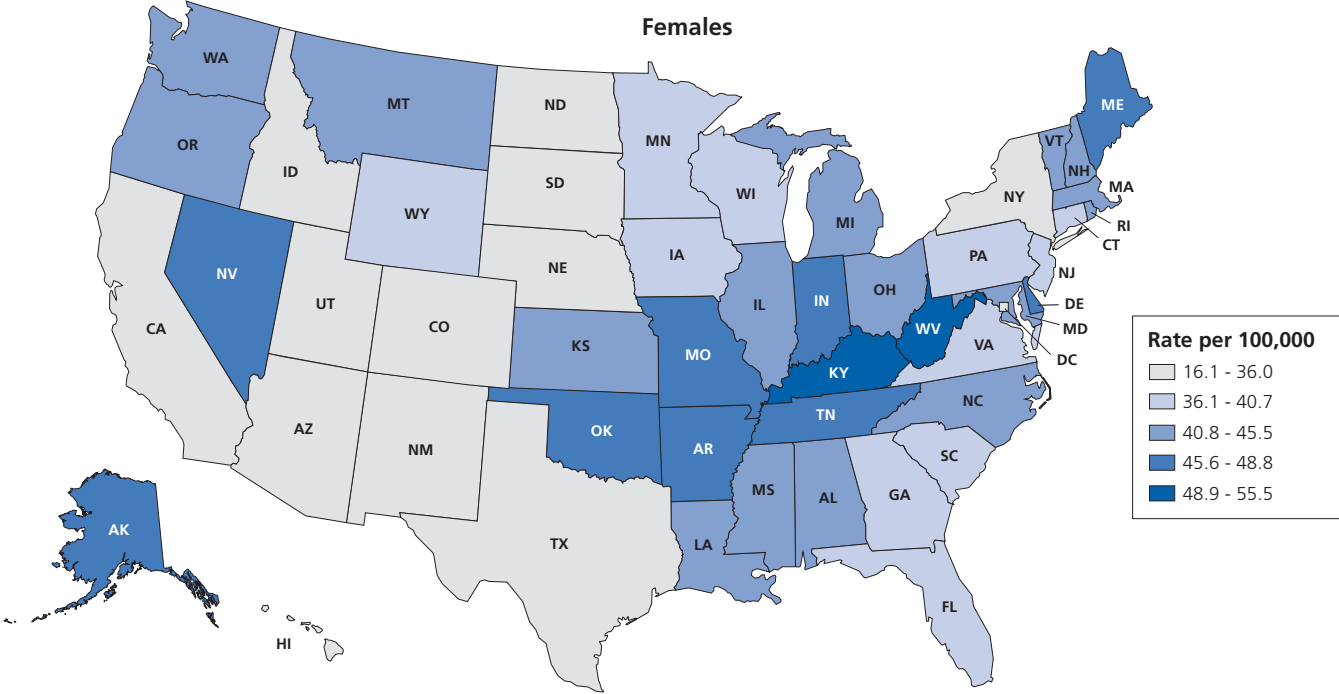 Females
WA
MT
ND
MN
ME
OR
ID
SD
WI
VT
NH
MA
WY
MI
NY
RI
CT
NV
IA
PA
NE
NJ
UT
IL
IN
OH
DE
CA
CO
WV
MD
KS
MO
VA
DC
KY
AZ
NM
OK
TN
NC
AR
SC
MS
AL
GA
AK
TX
LA
FL
HI
Rate per 100,000
16.1 - 36.0
36.1 - 40.7
40.8 - 45.5
45.6 - 48.8
48.9 - 55.5